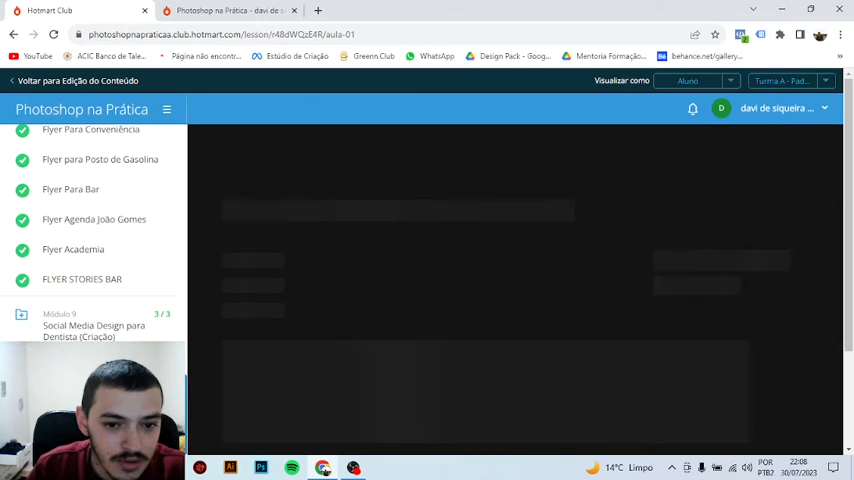 Hotmart Club
Photoshop na Prática - davi de s
photoshopnapraticaa.club.hotmart.com/lesson/r48dWQzE4R/aula-01
YouTube
ACIC Banco de Tale...
Página não encontr...
Estúdio de Criação
Greenn.Club
WhatsApp
Design Pack - Goog...
Mentoria Formação...
behance.net/gallery...
Voltar para Edição do Conteúdo
Visualizar como
Aluno
Turma A - Pad...
Photoshop na Prática
D
davi de siqueira ...
Flyer Para Conveniência
Flyer para Posto de Gasolina
Flyer Para Bar
Flyer Agenda João Gomes
Flyer Academia
FLYER STORIES BAR
Módulo 9
3 / 3
Social Media Design para
Dentista (Criação)
Ai
Ps
14°C Limpo
POR
PTB2
22:08
30/07/2023